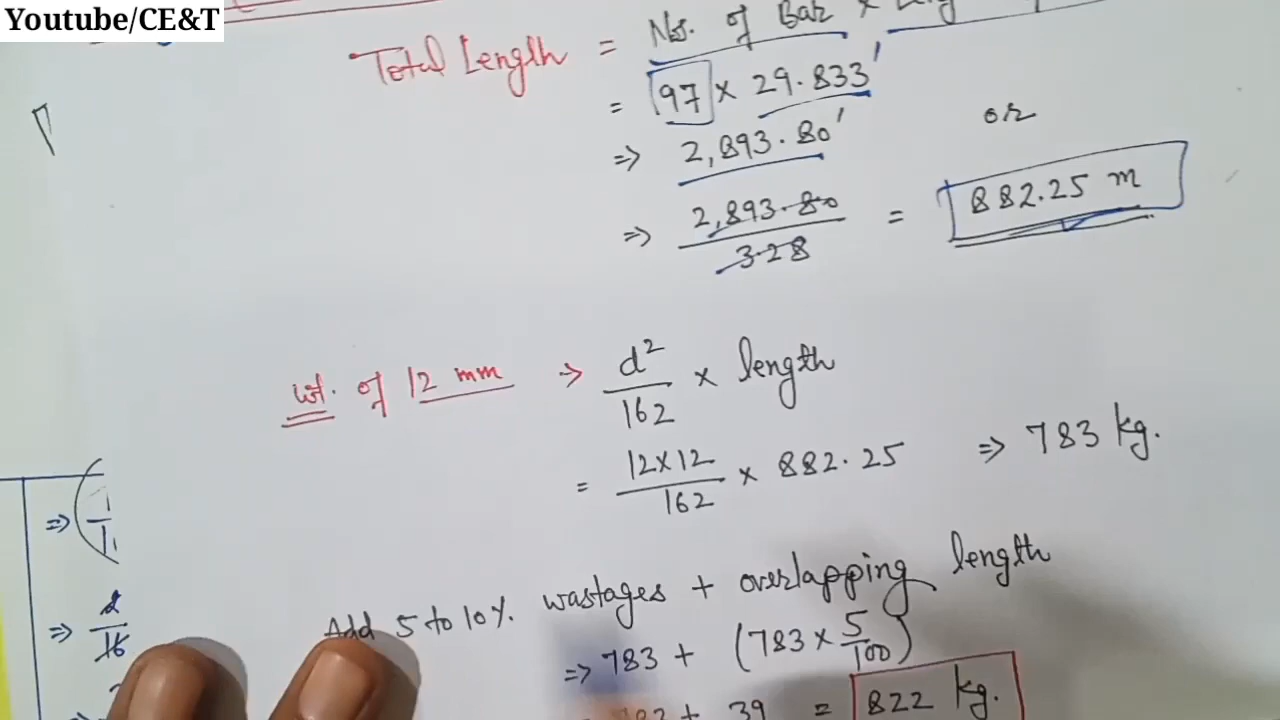 Youtube/CE&T
Total Length = Nos. of Bar ×
= 97 × 29.833'
⇒ 2,893.80' or
⇒ 2,893.80 / 3.28 = 882.25 m
wt. of 12 mm ⇒ d² / 162 × length
= 12×12 / 162 × 882.25 ⇒ 783 kg.
Add 5 to 10%. wastages + overlapping length
⇒ 783 + (783 × 5 / 100)
+ 39 = 822 kg.